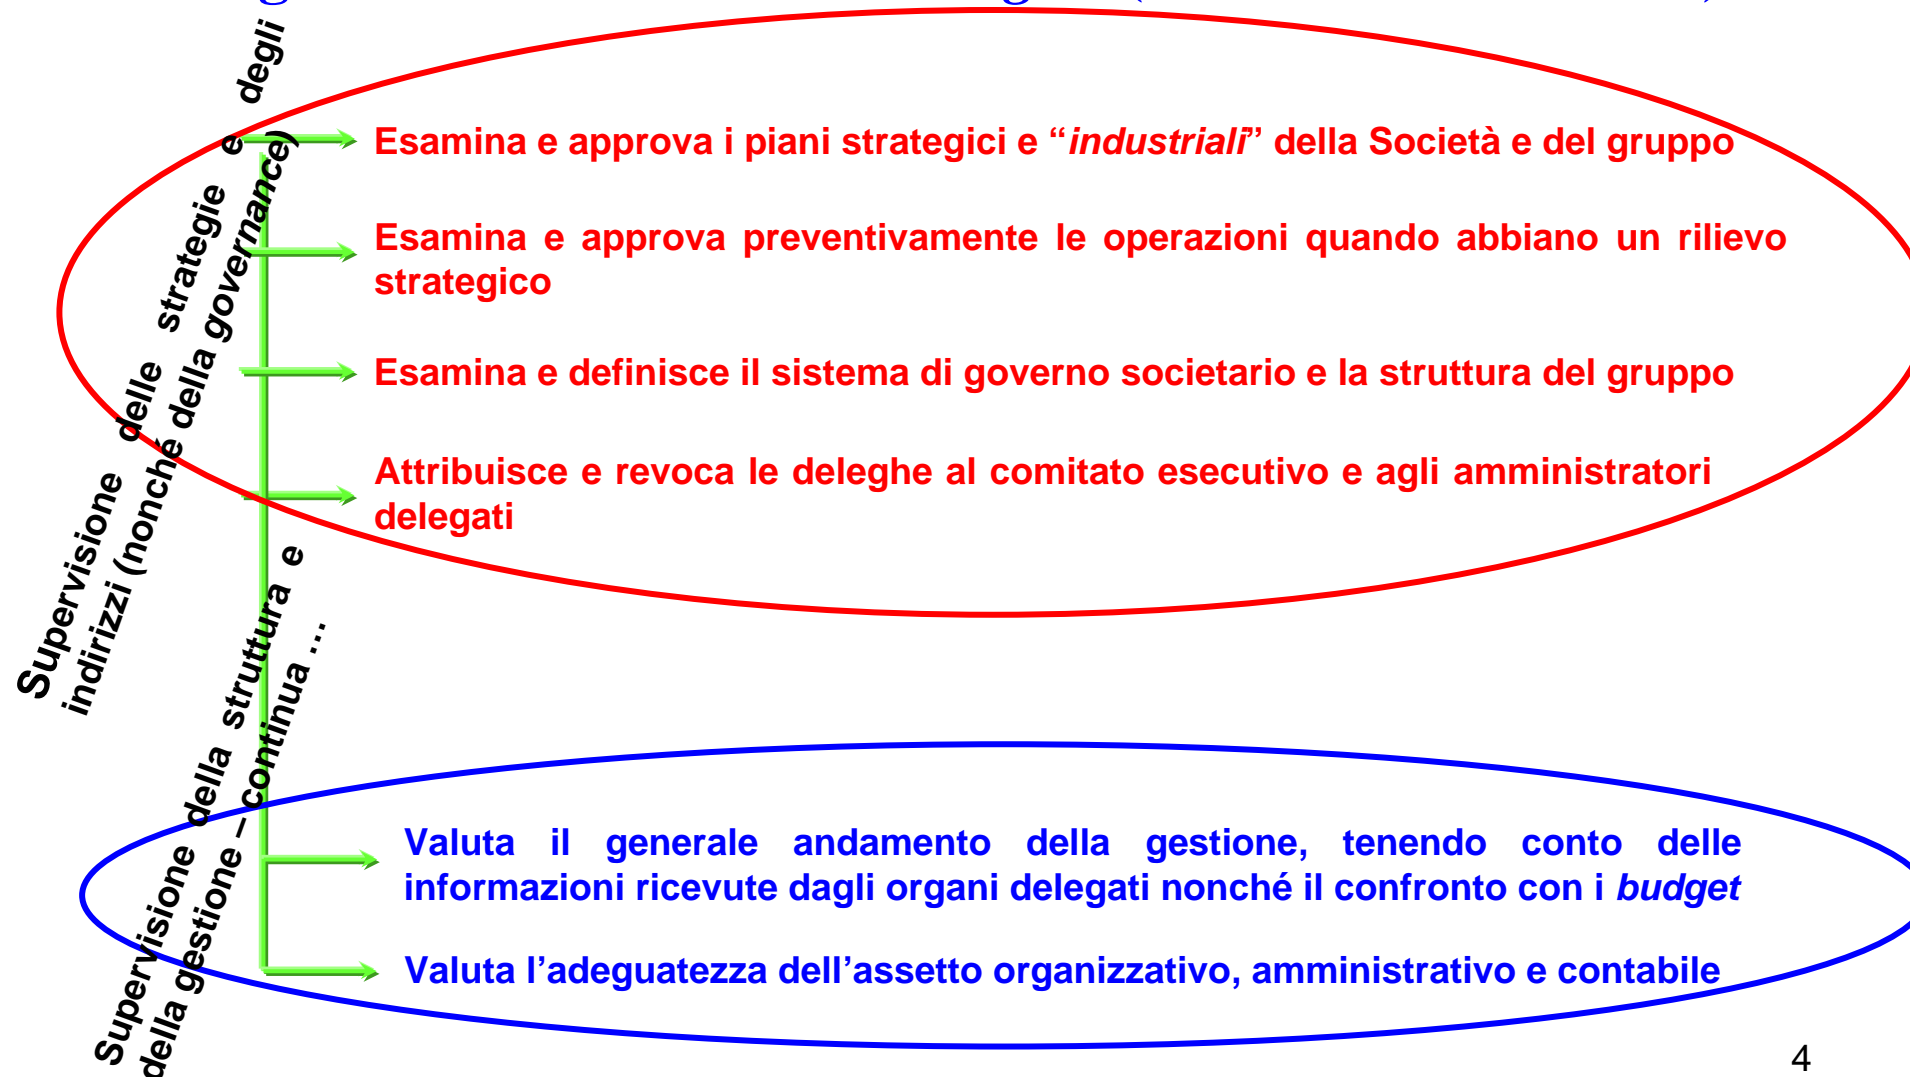 Supervisione delle strategie e degli
indirizzi (nonché della governance)
Esamina e approva i piani strategici e “industriali” della Società e del gruppo
Esamina e approva preventivamente le operazioni quando abbiano un rilievo
strategico
Esamina e definisce il sistema di governo societario e la struttura del gruppo
Attribuisce e revoca le deleghe al comitato esecutivo e agli amministratori
delegati
Supervisione della struttura e
della gestione – continua …
Valuta il generale andamento della gestione, tenendo conto delle
informazioni ricevute dagli organi delegati nonché il confronto con i budget
Valuta l’adeguatezza dell’assetto organizzativo, amministrativo e contabile
4